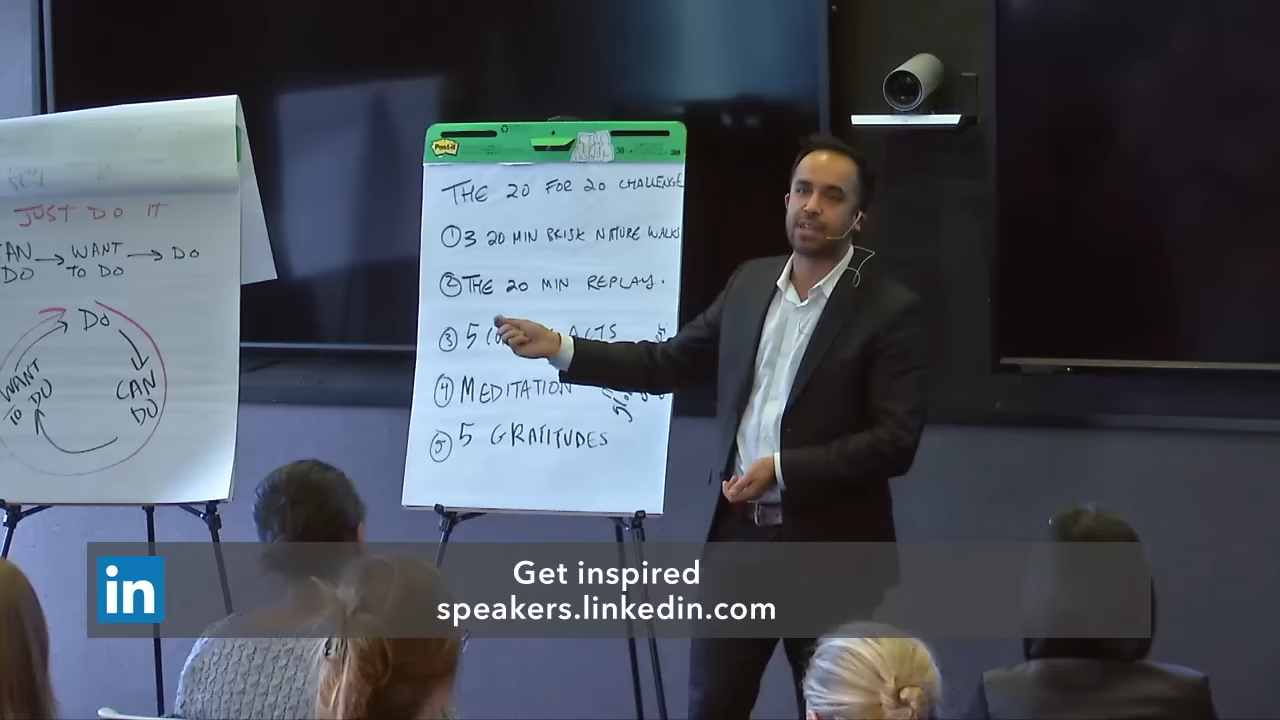 JUST DO IT
WANT
DO TO DO DO
DO
CAN
DO
WANT
TO DO
Post-it
THE 20 FOR 20 CHALLENGE
① 3 20 MIN BRISK NATURE WALKS
② THE 20 MIN REPLAY.
③ 5 ACTS
④ MEDITATION
⑤ 5 GRATITUDES
in
Get inspired
speakers.linkedin.com